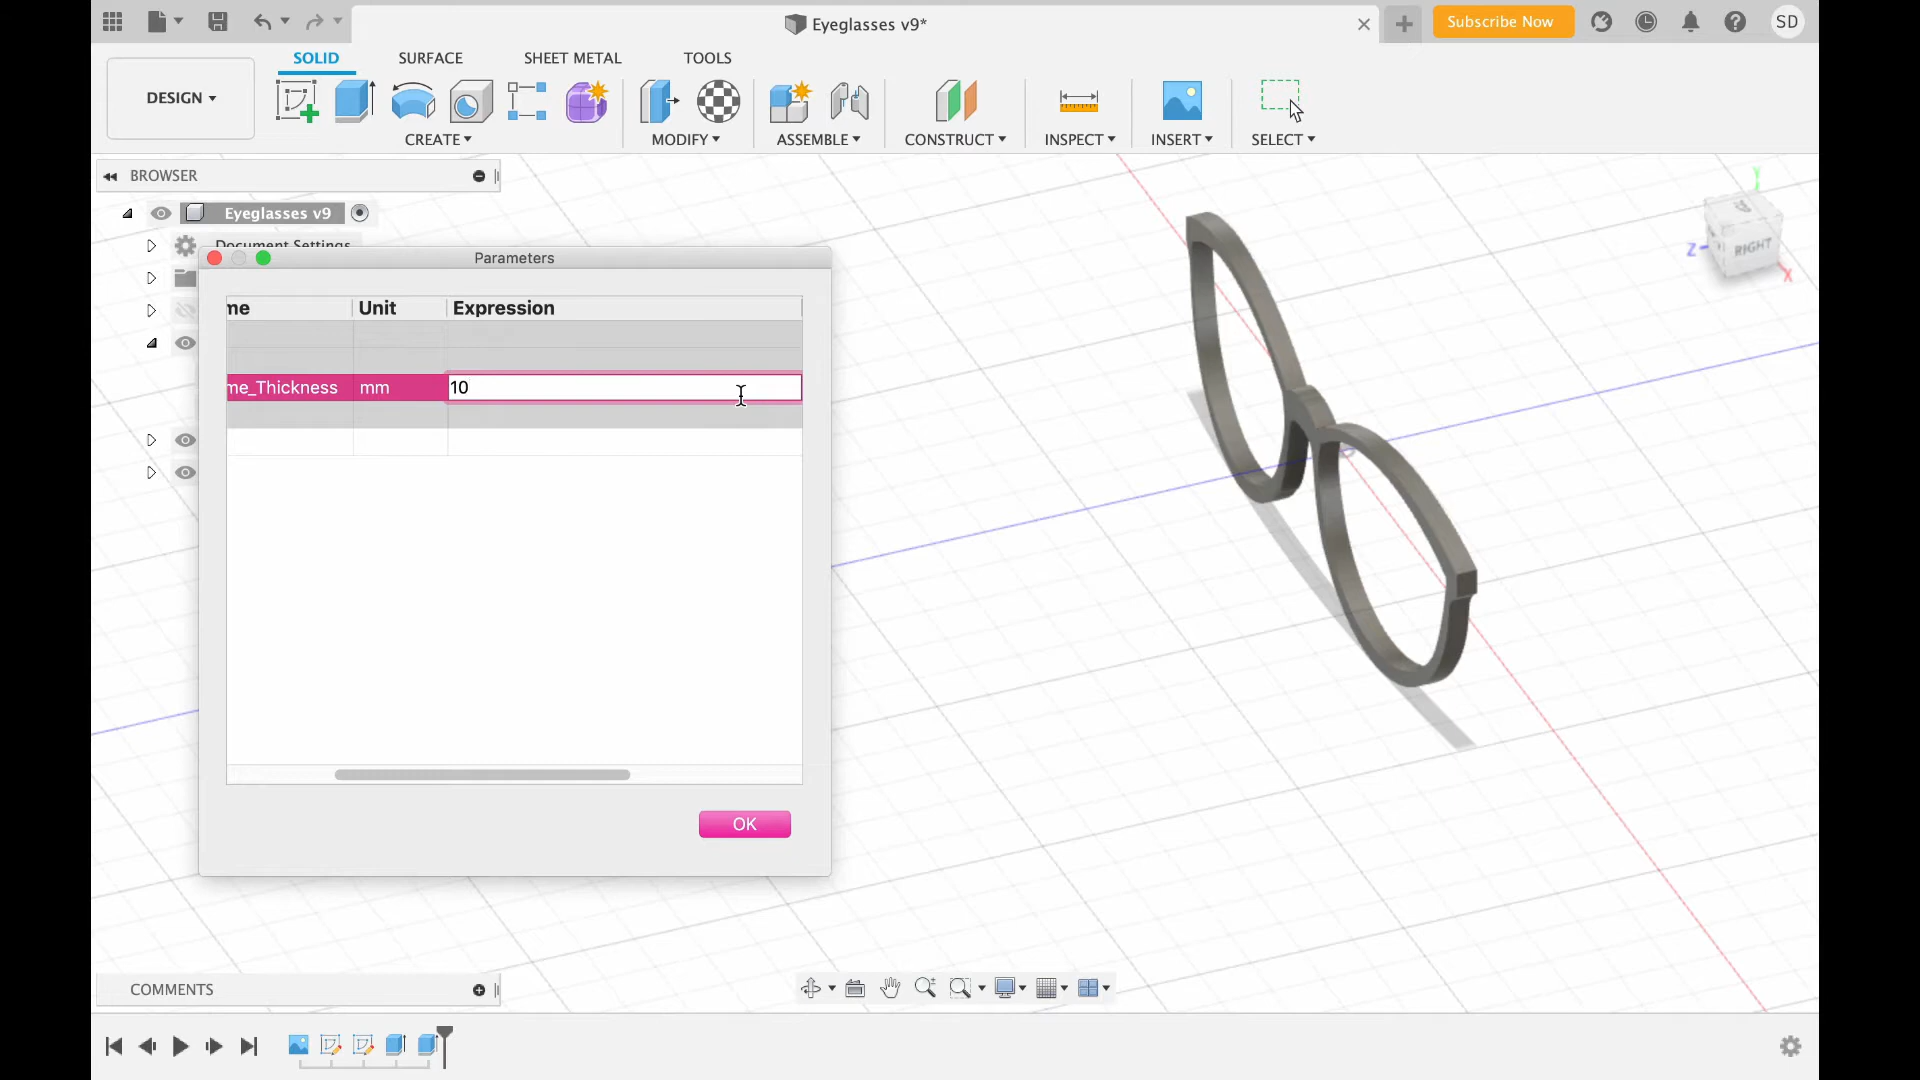 Eyeglasses v9*
Subscribe Now
SD
SOLID
SURFACE
SHEET METAL
TOOLS
DESIGN
CREATE
MODIFY
ASSEMBLE
CONSTRUCT
INSPECT
INSERT
SELECT
BROWSER
Eyeglasses v9
Document Settings
Parameters
me Unit Expression
me_Thickness mm 10
OK
Y
Z
RIGHT
X
COMMENTS